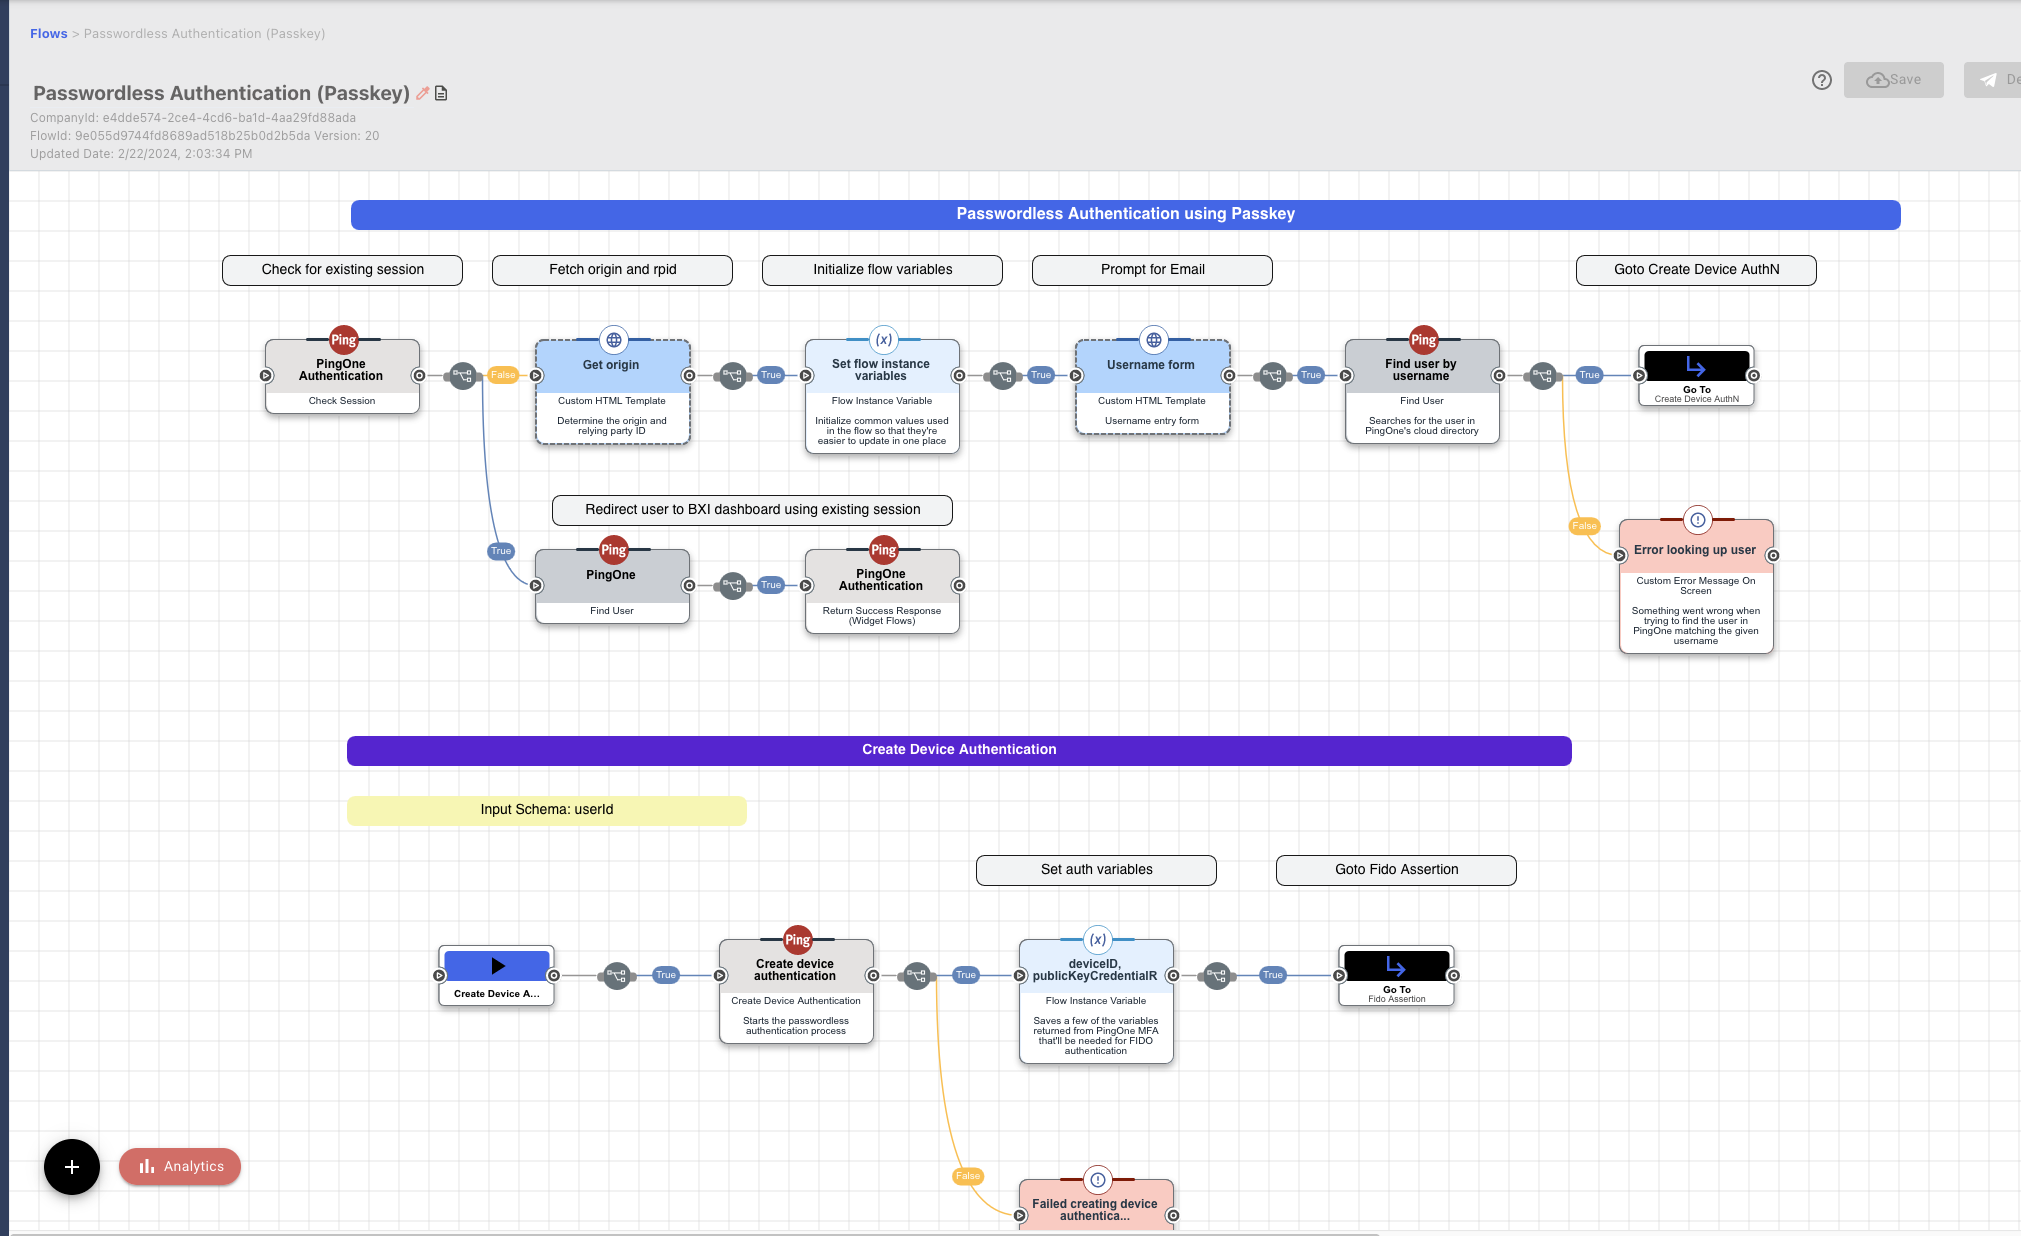 Flows > Passwordless Authentication (Passkey)
Passwordless Authentication (Passkey)
CompanyId: e4dde574-2ce4-4cd6-ba1d-4aa29fd88ada
FlowId: 9e055d9744fd8689ad518b25b0d2b5da Version: 20
Updated Date: 2/22/2024, 2:03:34 PM
Save
De
Passwordless Authentication using Passkey
Check for existing session
Fetch origin and rpid
Initialize flow variables
Prompt for Email
Goto Create Device AuthN
Ping
PingOne
Authentication
Check Session
False
Get origin
Custom HTML Template
Determine the origin and
relying party ID
True
(x)
Set flow instance
variables
Flow Instance Variable
Initialize common values used
in the flow so that they're
easier to update in one place
True
Username form
Custom HTML Template
Username entry form
True
Ping
Find user by
username
Find User
Searches for the user in
PingOne's cloud directory
True
Go To
Create Device AuthN
Redirect user to BXI dashboard using existing session
True
Ping
PingOne
Find User
True
Ping
PingOne
Authentication
Return Success Response
(Widget Flows)
False
Error looking up user
Custom Error Message On
Screen
Something went wrong when
trying to find the user in
PingOne matching the given
username
Create Device Authentication
Input Schema: userId
Set auth variables
Goto Fido Assertion
Create Device A...
True
Ping
Create device
authentication
Create Device Authentication
Starts the passwordless
authentication process
True
(x)
deviceID,
publicKeyCredentialR
Flow Instance Variable
Saves a few of the variables
returned from PingOne MFA
that'll be needed for FIDO
authentication
True
Go To
Fido Assertion
False
Failed creating device
authentica...
+
Analytics